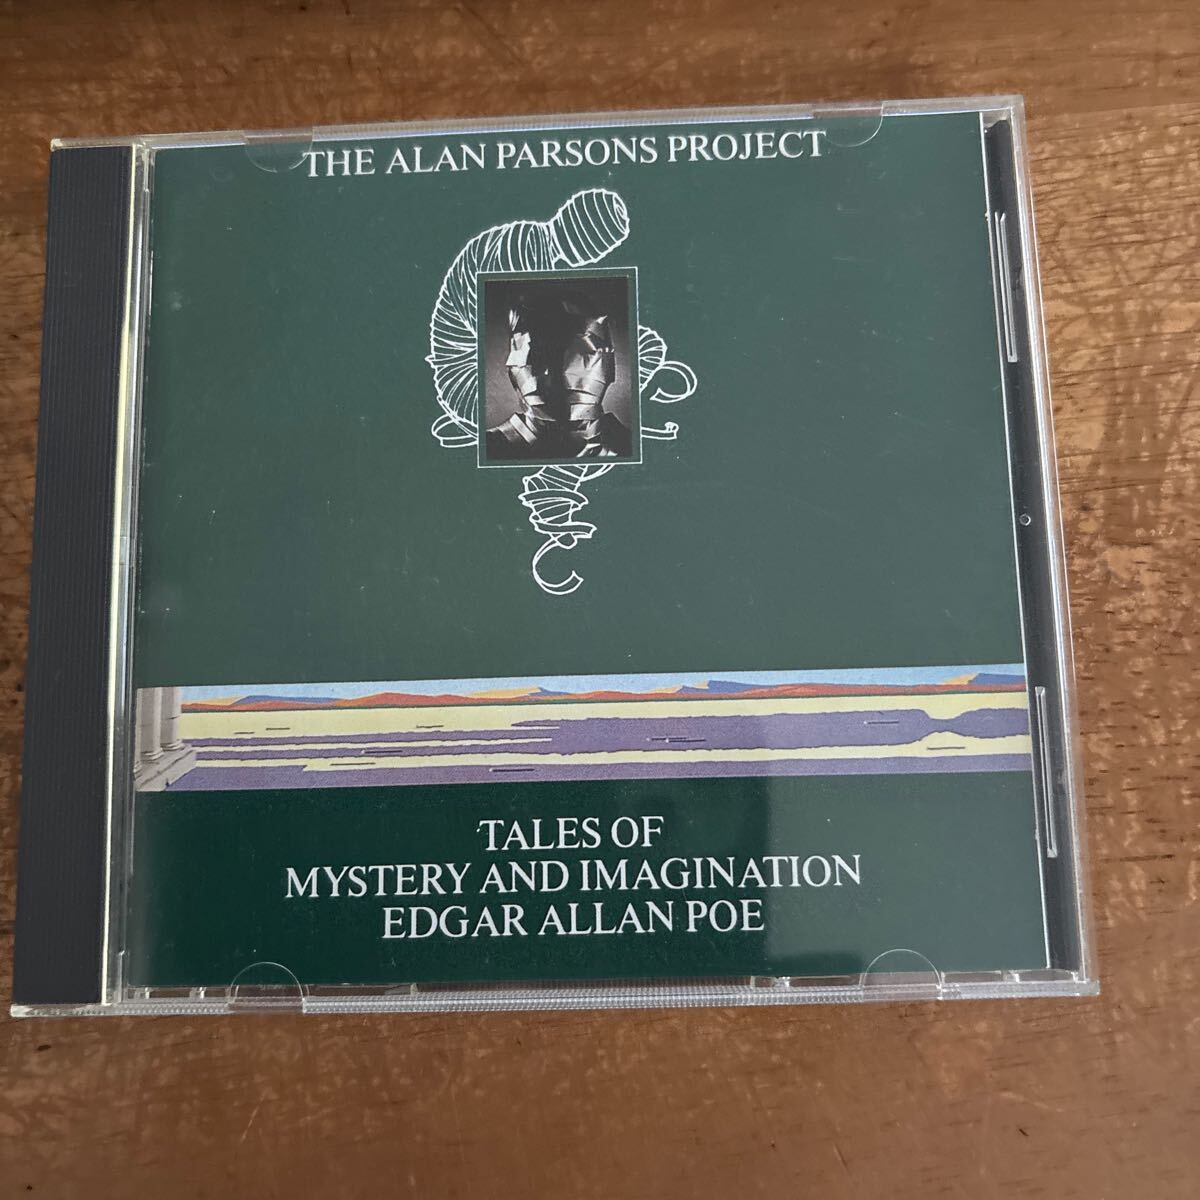 THE ALAN PARSONS PROJECT
TALES OF
MYSTERY AND IMAGINATION
EDGAR ALLAN POE